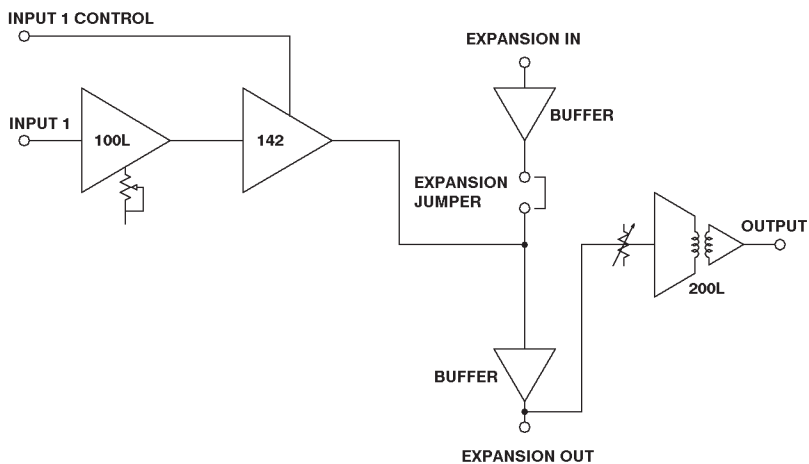 INPUT 1 CONTROL
EXPANSION IN
INPUT 1
100L
142
BUFFER
EXPANSION
JUMPER
OUTPUT
200L
BUFFER
EXPANSION OUT